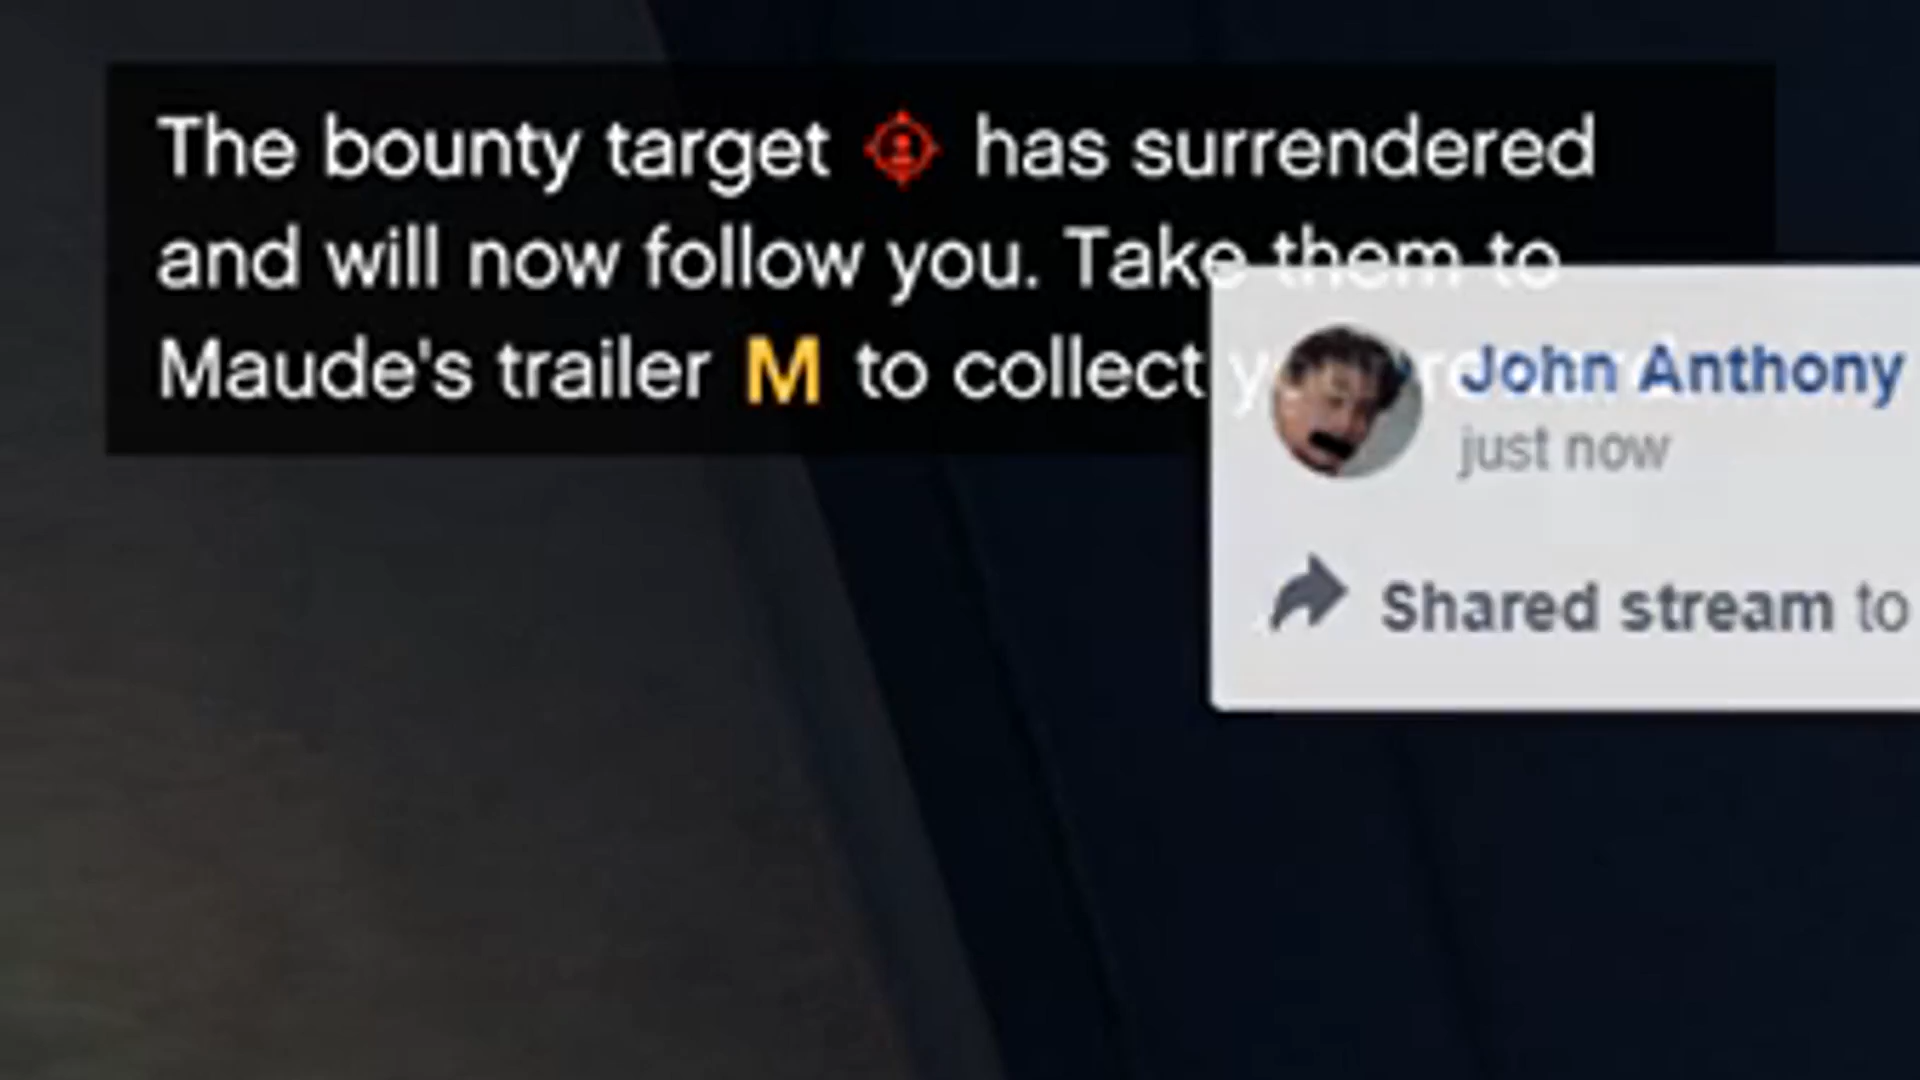 The bounty target has surrendered
and will now follow you. Take them to
Maude's trailer M to collect
John Anthony
just now
Shared stream to